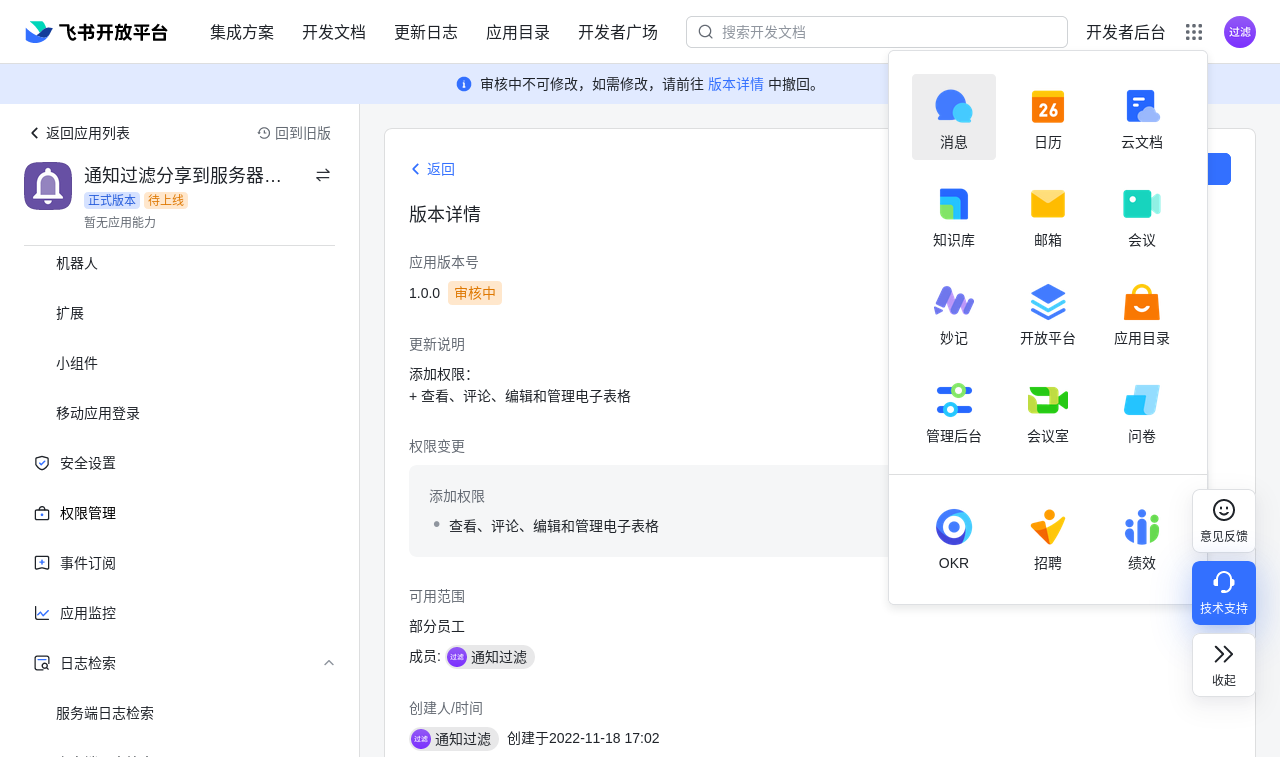 飞书开放平台
集成方案
开发文档
更新日志
应用目录
开发者广场
搜索开发文档
开发者后台
过滤
审核中不可修改，如需修改，请前往 版本详情 中撤回。
返回应用列表
回到旧版
通知过滤分享到服务器…
正式版本
待上线
暂无应用能力
机器人
扩展
小组件
移动应用登录
安全设置
权限管理
事件订阅
应用监控
日志检索
服务端日志检索
返回
版本详情
应用版本号
1.0.0 审核中
更新说明
添加权限：
+ 查看、评论、编辑和管理电子表格
权限变更
添加权限
• 查看、评论、编辑和管理电子表格
可用范围
部分员工
成员: 过滤 通知过滤
创建人/时间
过滤 通知过滤 创建于2022-11-18 17:02
消息
26
日历
云文档
知识库
邮箱
会议
妙记
开放平台
应用目录
管理后台
会议室
问卷
OKR
招聘
绩效
意见反馈
技术支持
收起